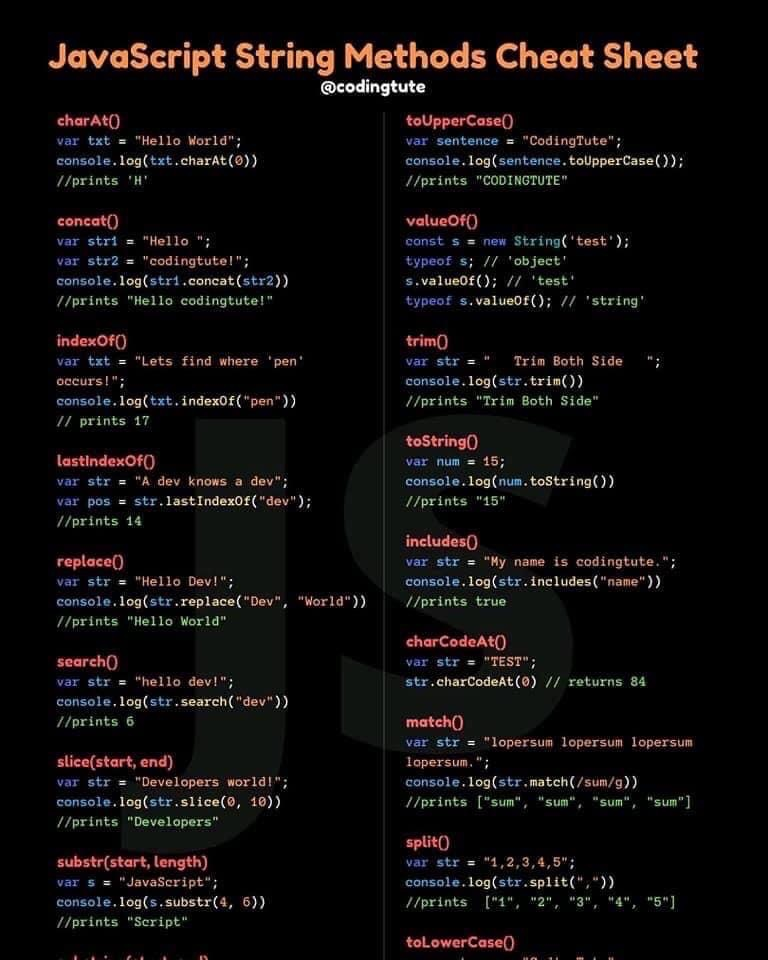 JavaScript String Methods Cheat Sheet
@codingtute
charAt()
var txt = "Hello World";
console.log(txt.charAt(0))
//prints 'H'
concat()
var str1 = "Hello ";
var str2 = "codingtute!";
console.log(str1.concat(str2))
//prints "Hello codingtute!"
indexOf()
var txt = "Lets find where 'pen'
occurs!";
console.log(txt.indexOf("pen"))
// prints 17
lastIndexOf()
var str = "A dev knows a dev";
var pos = str.lastIndexOf("dev");
//prints 14
replace()
var str = "Hello Dev!";
console.log(str.replace("Dev", "World"))
//prints "Hello World"
search()
var str = "hello dev!";
console.log(str.search("dev"))
//prints 6
slice(start, end)
var str = "Developers world!";
console.log(str.slice(0, 10))
//prints "Developers"
substr(start, length)
var s = "JavaScript";
console.log(s.substr(4, 6))
//prints "Script"
toUpperCase()
var sentence = "CodingTute";
console.log(sentence.toUpperCase());
//prints "CODINGTUTE"
valueOf()
const s = new String('test');
typeof s; // 'object'
s.valueOf(); // 'test'
typeof s.valueOf(); // 'string'
trim()
var str = "   Trim Both Side   ";
console.log(str.trim())
//prints "Trim Both Side"
toString()
var num = 15;
console.log(num.toString())
//prints "15"
includes()
var str = "My name is codingtute.";
console.log(str.includes("name"))
//prints true
charCodeAt()
var str = "TEST";
str.charCodeAt(0) // returns 84
match()
var str = "lopersum lopersum lopersum
lopersum.";
console.log(str.match(/sum/g))
//prints ["sum", "sum", "sum", "sum"]
split()
var str = "1,2,3,4,5";
console.log(str.split(","))
//prints  ["1", "2", "3", "4", "5"]
toLowerCase()
JS